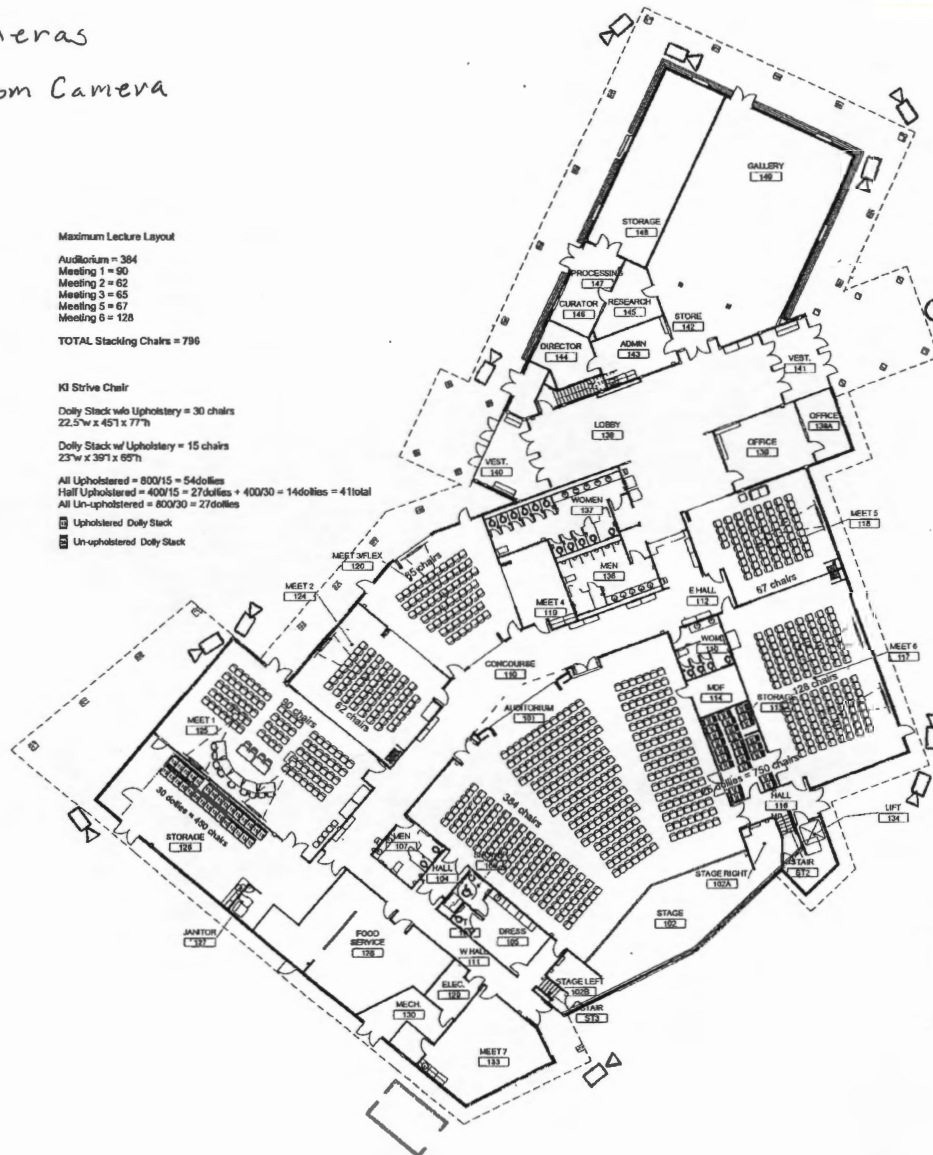 eras
om Camera
Maximum Lecture Layout
Auditorium = 384
Meeting 1 = 90
Meeting 2 = 62
Meeting 3 = 65
Meeting 5 = 67
Meeting 6 = 128
TOTAL Stacking Chairs = 796
KI Strive Chair
Dolly Stack w/o Upholstery = 30 chairs
22.5"w x 45"l x 77"h
Dolly Stack w/ Upholstery = 15 chairs
23"w x 39"l x 65"h
All Upholstered = 800/15 = 54dollies
Half Upholstered = 400/15 = 27dollies + 400/30 = 14dollies = 41total
All Un-upholstered = 800/30 = 27dollies
Upholstered Dolly Stack
Un-upholstered Dolly Stack
GALLERY
149
STORAGE
148
PROCESSING
147
CURATOR
146
RESEARCH
145
STORE
142
DIRECTOR
144
ADMIN
143
VEST.
141
LOBBY
138
OFFICE
139A
OFFICE
139
VEST.
140
WOMEN
137
MEET 5
118
MEET 3/FLEX
120
65 chairs
MEN
136
67 chairs
MEET 2
124
MEET 4
119
E HALL
112
MEET 6
117
CONCOURSE
110
MDF
114
STORAGE
128 chairs
AUDITORIUM
101
MEET 1
125
90 chairs
62 chairs
384 chairs
dollies = 750 chairs
30 dollies = 450 chairs
STORAGE
126
HALL
116
LIFT
134
MEN
107
HALL
104
STAIR
ST2
STAGE RIGHT
102A
STAGE
102
JANITOR
127
FOOD
SERVICE
128
DRESS
105
W HALL
111
ELEC.
129
STAGE LEFT
102B
MECH.
130
STAIR
ST3
MEET 7
133